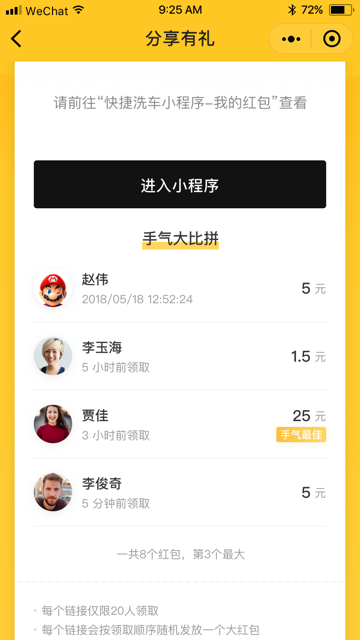 WeChat 9:25 AM 72%
分享有礼
请前往“快捷洗车小程序–我的红包”查看
进入小程序
手气大比拼
赵伟
2018/05/18 12:52:24
5 元
李玉海
5 小时前领取
1.5 元
贾佳
3 小时前领取
25 元
手气最佳
李俊奇
5 分钟前领取
5 元
一共8个红包，第3个最大
每个链接仅限20人领取
每个链接会按领取顺序随机发放一个大红包